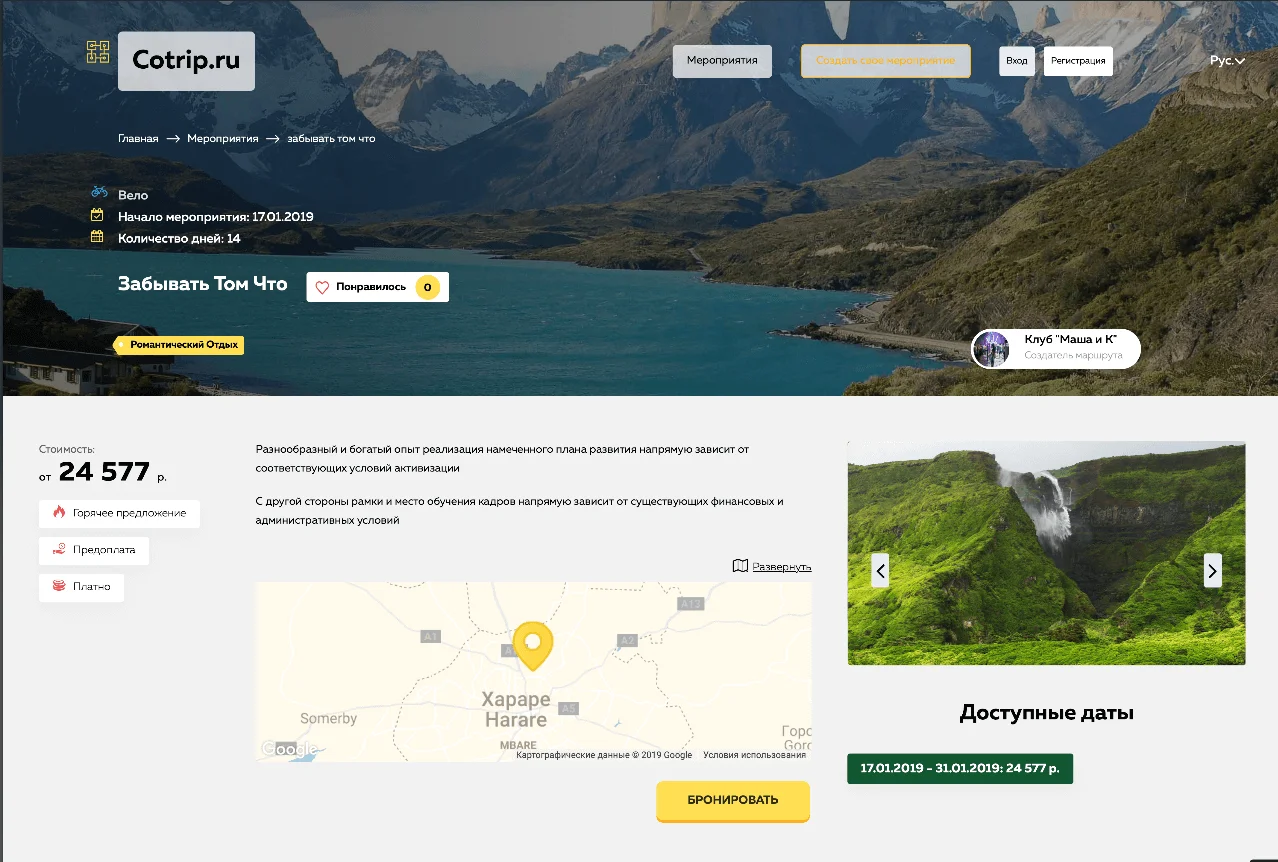 Cotrip.ru
Мероприятия
Создать свое мероприятие
Вход
Регистрация
Рус.
Главная → Мероприятия → забывать том что
Вело
Начало мероприятия: 17.01.2019
Количество дней: 14
Забывать Том Что
Понравилось 0
Романтический Отдых
Клуб "Маша и К"
Создатель маршрута
Стоимость:
от 24 577 р.
Горячее предложение
Предоплата
Платно
Разнообразный и богатый опыт реализация намеченного плана развития напрямую зависит от
соответствующих условий активизации
С другой стороны рамки и место обучения кадров напрямую зависит от существующих финансовых и
административных условий
Развернуть
A13
A1
A2
Хараре
Harare
A5
Somerby
MBARE
Google
Картографические данные © 2019 Google Условия использования
БРОНИРОВАТЬ
Доступные даты
17.01.2019 - 31.01.2019: 24 577 р.